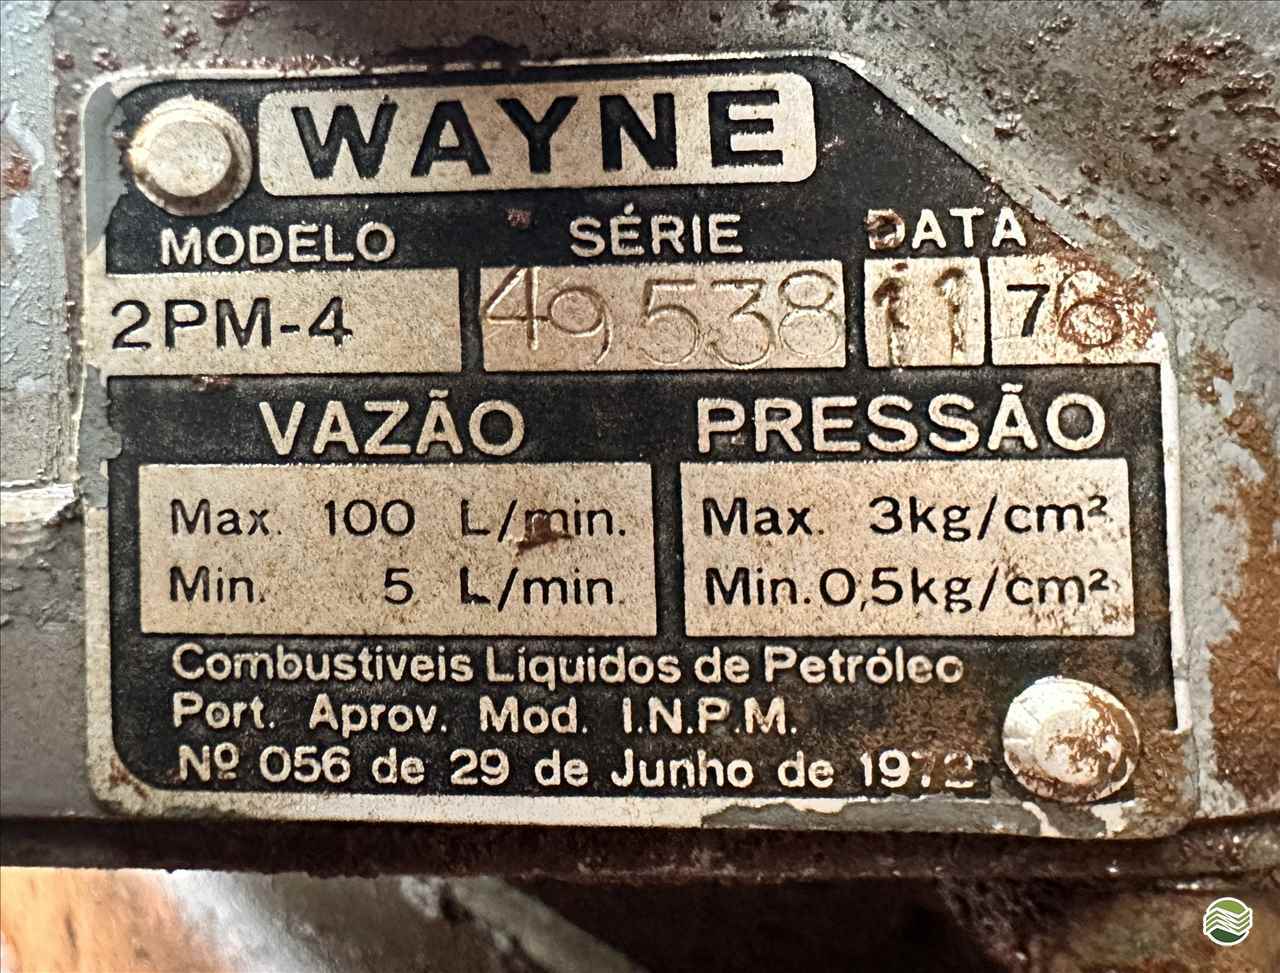 WAYNE
MODELO SÉRIE DATA
2PM-4 49538 11 76
VAZÃO PRESSÃO
Max. 100 L/min. Max. 3kg/cm²
Min. 5 L/min. Min. 0,5kg/cm²
Combustiveis Líquidos de Petróleo
Port. Aprov. Mod. I.N.P.M.
Nº 056 de 29 de Junho de 1972